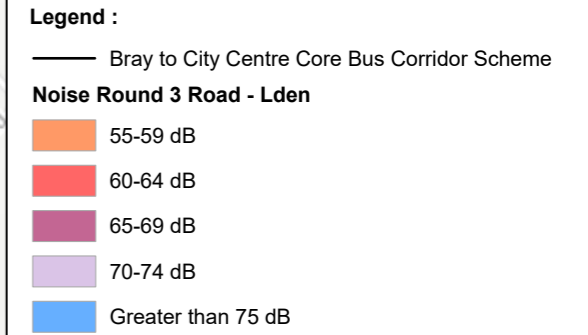 Legend :
Bray to City Centre Core Bus Corridor Scheme
Noise Round 3 Road - Lden
55-59 dB
60-64 dB
65-69 dB
70-74 dB
Greater than 75 dB